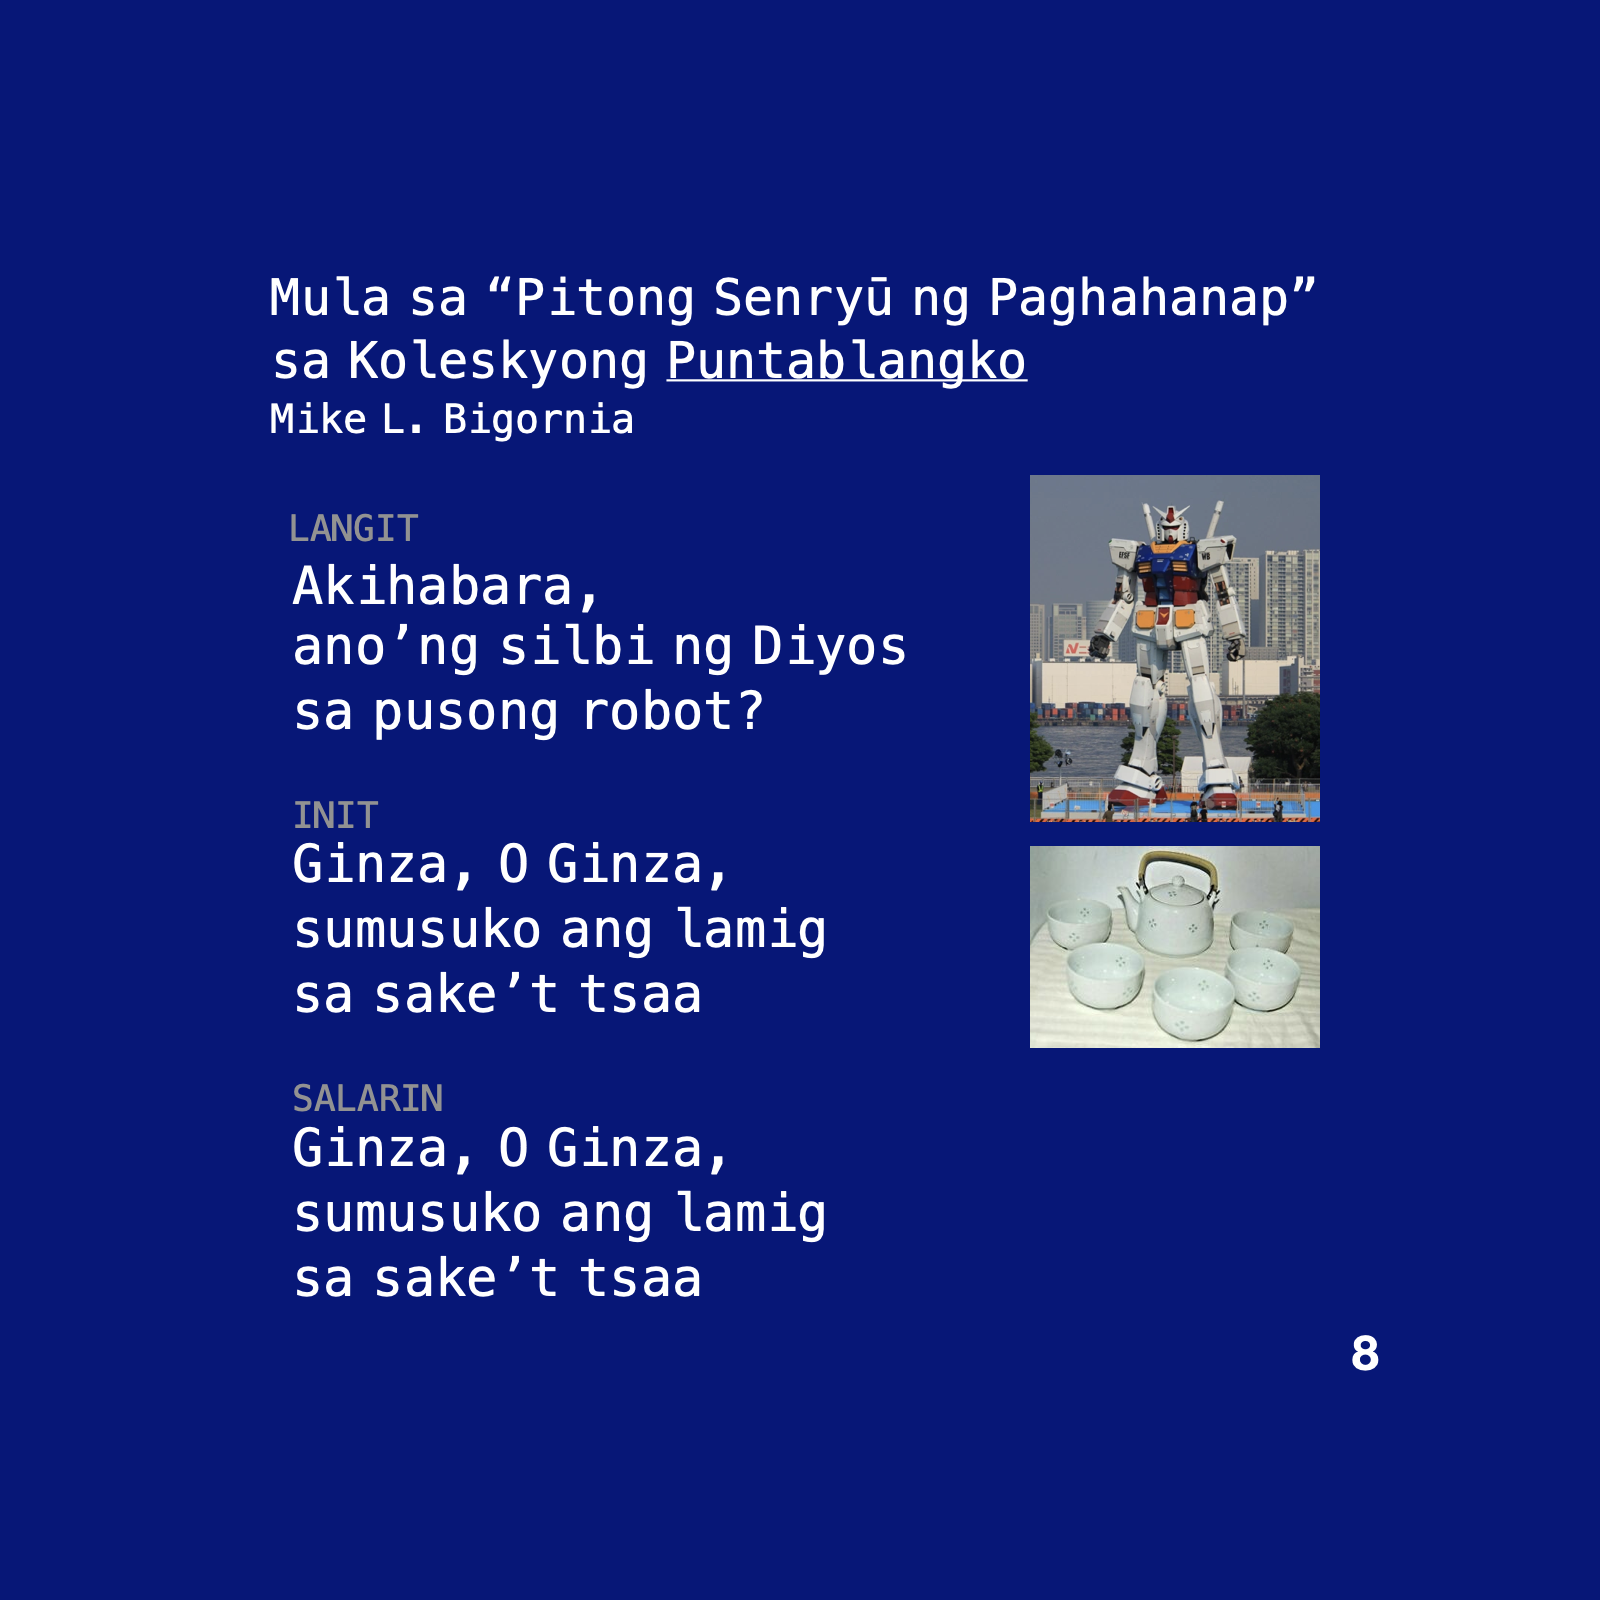 Mula sa “Pitong Senryū ng Paghahanap”
sa Koleskyong Puntablangko
Mike L. Bigornia
LANGIT
Akihabara,
ano’ng silbi ng Diyos
sa pusong robot?
INIT
Ginza, O Ginza,
sumusuko ang lamig
sa sake’t tsaa
SALARIN
Ginza, O Ginza,
sumusuko ang lamig
sa sake’t tsaa
8